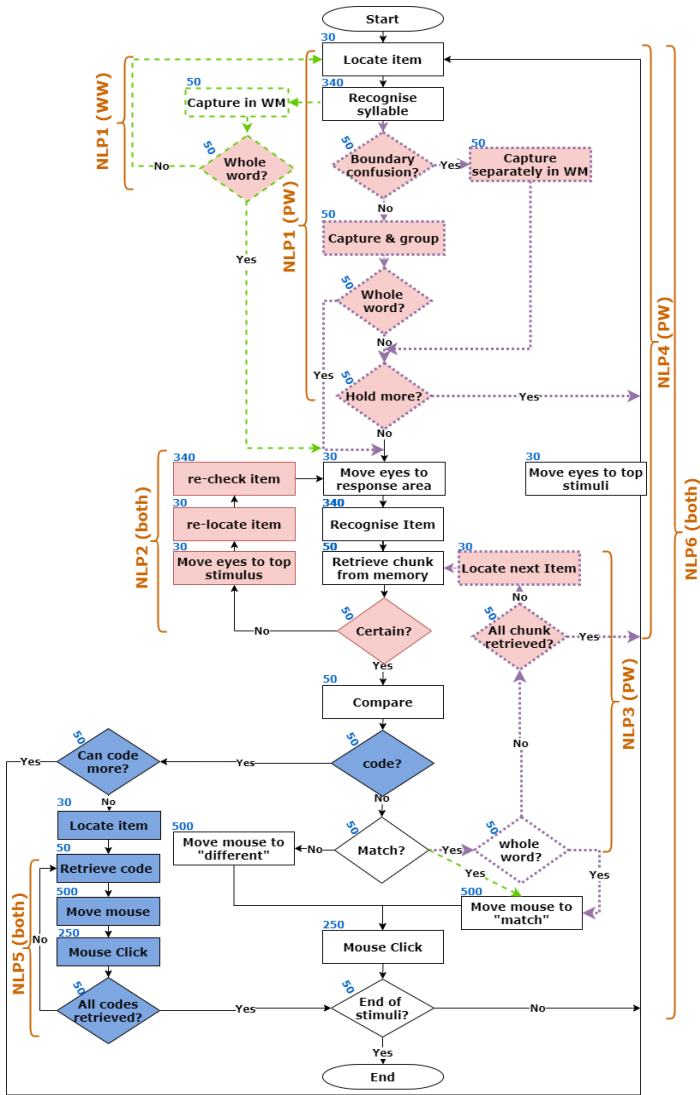 Start
30
Locate item
340
Recognise
syllable
50
Capture in WM
50
Whole
word?
No
Yes
NLP1 (WW)
NLP1 (PW)
50
Boundary
confusion?
Yes
50
Capture
separately in WM
No
50
Capture & group
50
Whole
word?
No
Yes
50
Hold more?
Yes
No
NLP4 (PW)
NLP6 (both)
340
re-check item
30
re-locate item
30
Move eyes to top
stimulus
NLP2 (both)
30
Move eyes to
response area
30
Move eyes to top
stimuli
340
Recognise Item
50
Retrieve chunk
from memory
30
Locate next Item
No
50
All chunk
retrieved?
Yes
50
Certain?
No
Yes
NLP3 (PW)
50
Compare
50
code?
Yes
No
50
Can code
more?
Yes
No
30
Locate item
50
Retrieve code
500
Move mouse
250
Mouse Click
50
All codes
retrieved?
No
Yes
NLP5 (both)
500
Move mouse to
"different"
No
50
Match?
Yes
Yes
50
whole
word?
No
Yes
500
Move mouse to
"match"
250
Mouse Click
50
End of
stimuli?
No
Yes
End